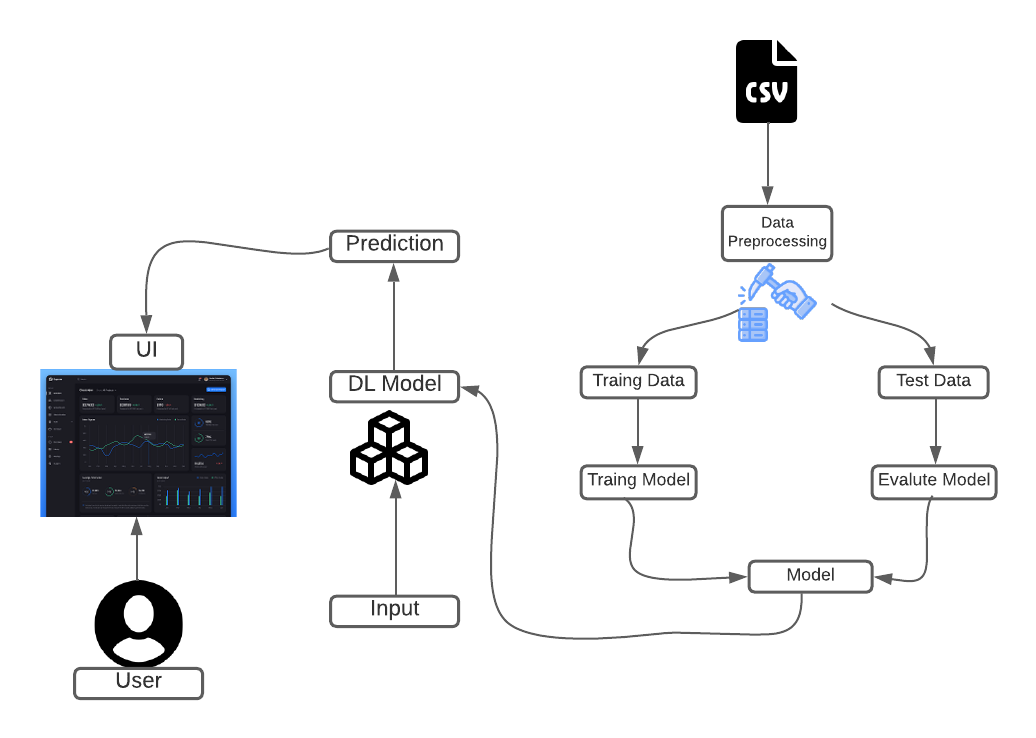 CSV
Data
Preprocessing
Prediction
UI
DL Model
Traing Data
Test Data
Traing Model
Evalute Model
Model
Input
User